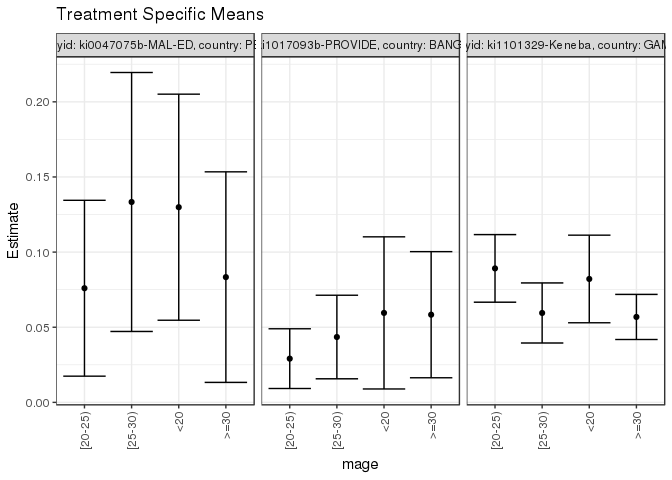 Treatment Specific Means
yid: ki0047075b-MAL-ED, country: PE
i1017093b-PROVIDE, country: BANG
yid: ki1101329-Keneba, country: GAM
Estimate
0.20
0.15
0.10
0.05
0.00
[20-25)
[25-30)
<20
>=30
[20-25)
[25-30)
<20
>=30
[20-25)
[25-30)
<20
>=30
mage